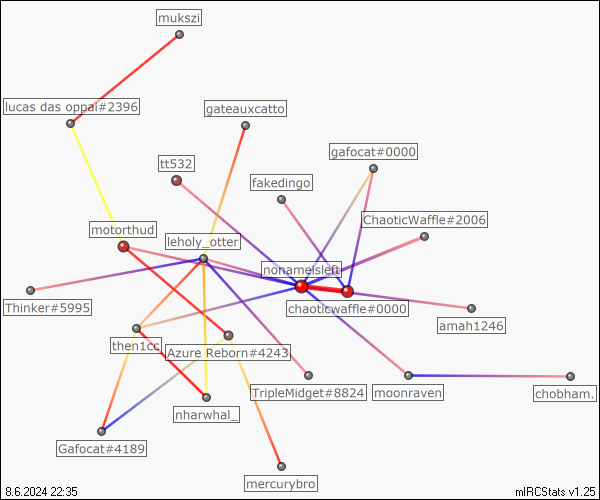 mukszi
lucas das oppai#2396
gateauxcatto
gafocat#0000
tt532
fakedingo
ChaoticWaffle#2006
motorthud
leholy_otter
nonameisleft
Thinker#5995
chaoticwaffle#0000
amah1246
then1cc
Azure Reborn#4243
TripleMidget#8824
moonraven
chobham.
nharwhal_
Gafocat#4189
mercurybro
8.6.2024 22:35
mIRCStats v1.25